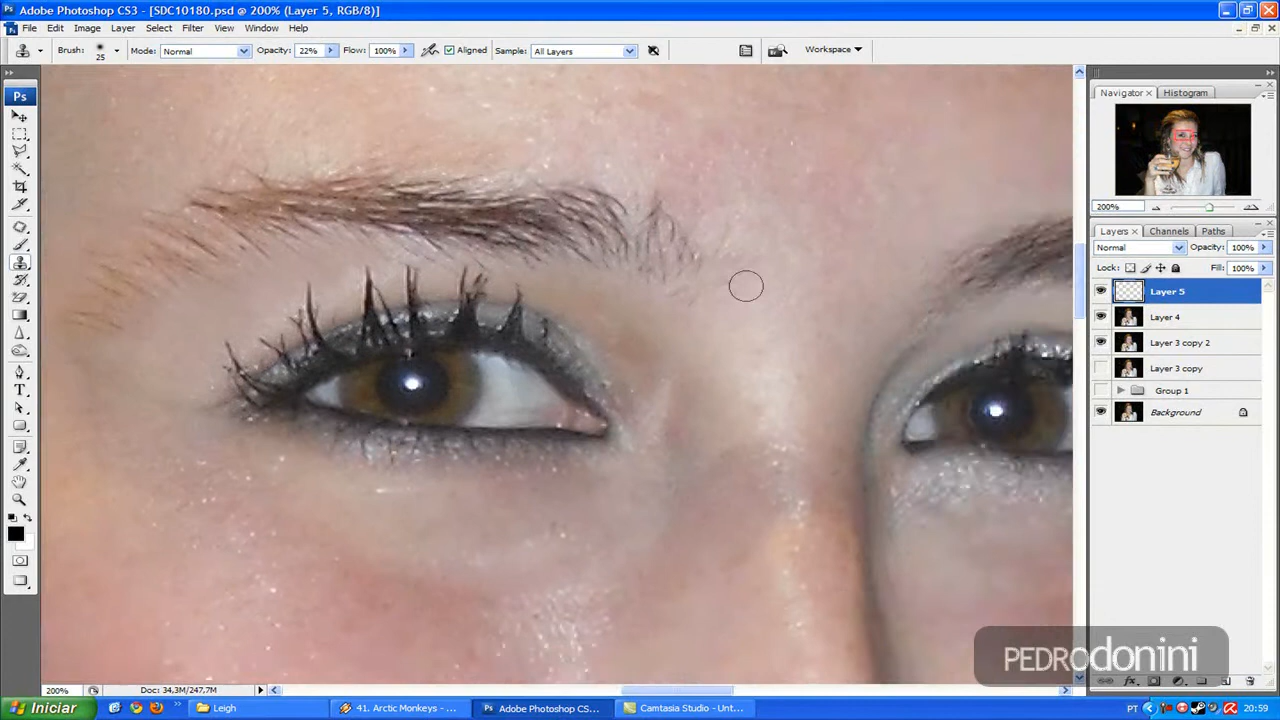 Adobe Photoshop CS3 - [SDC10180.psd @ 200% (Layer 5, RGB/8)]
File Edit Image Layer Select Filter View Window Help
Brush: 25 Mode: Normal Opacity: 22% Flow: 100% Aligned Sample: All Layers Workspace
Ps
Navigator Histogram
200%
Layers Channels Paths
Normal Opacity: 100%
Lock: Fill: 100%
Layer 5
Layer 4
Layer 3 copy 2
Layer 3 copy
Group 1
Background
PEDROdonini
200% Doc: 34,3M/247,7M
Iniciar Leigh 41. Arctic Monkeys - ... Adobe Photoshop CS... Camtasia Studio - Unt... PT 20:59